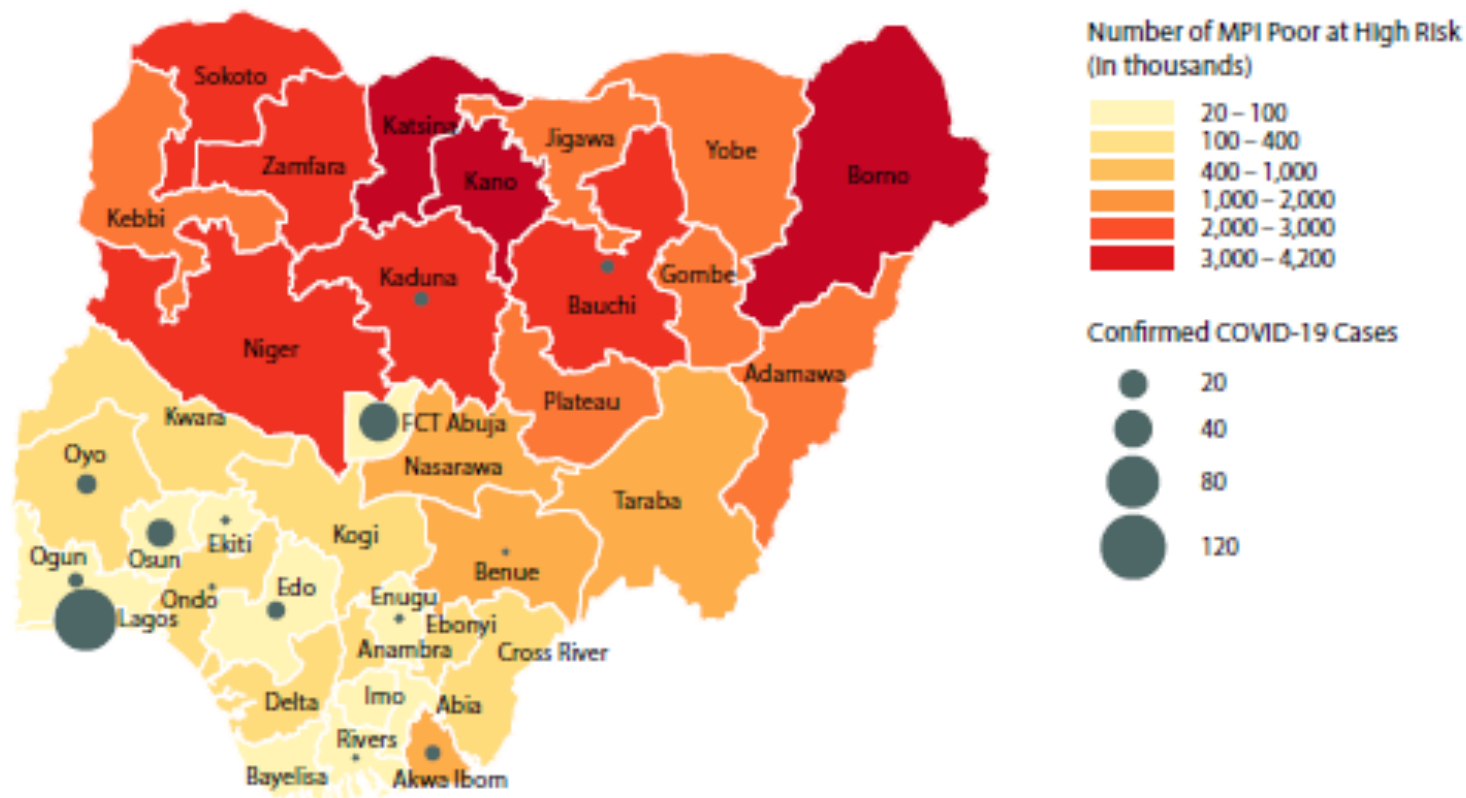 Number of MPI Poor at High Risk
(In thousands)
20 – 100
100 – 400
400 – 1,000
1,000 – 2,000
2,000 – 3,000
3,000 – 4,200
Confirmed COVID-19 Cases
20
40
80
120
Sokoto
Katsina
Jigawa
Yobe
Borno
Zamfara
Kano
Kebbi
Kaduna
Gombe
Bauchi
Niger
Adamawa
Plateau
Kwara
FCT Abuja
Oyo
Nasarawa
Taraba
Kogi
Ekiti
Ogun
Osun
Benue
Edo
Enugu
Ondo
Lagos
Ebonyi
Anambra
Cross River
Imo
Delta
Abia
Rivers
Bayelisa
Akwa Ibom